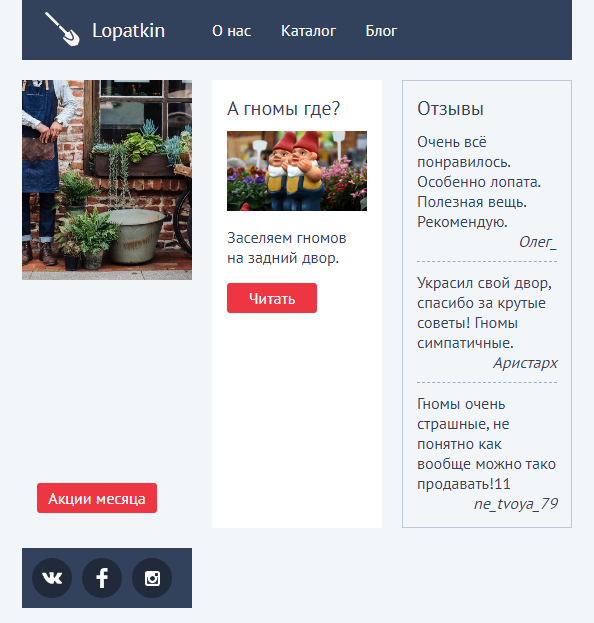 Lopatkin
О нас
Каталог
Блог
Акции месяца
А гномы где?
Заселяем гномов
на задний двор.
Читать
Отзывы
Очень всё
понравилось.
Особенно лопата.
Полезная вещь.
Рекомендую.
Олег_
Украсил свой двор,
спасибо за крутые
советы! Гномы
симпатичные.
Аристарх
Гномы очень
страшные, не
понятно как
вообще можно тако
продавать!11
ne_tvoya_79